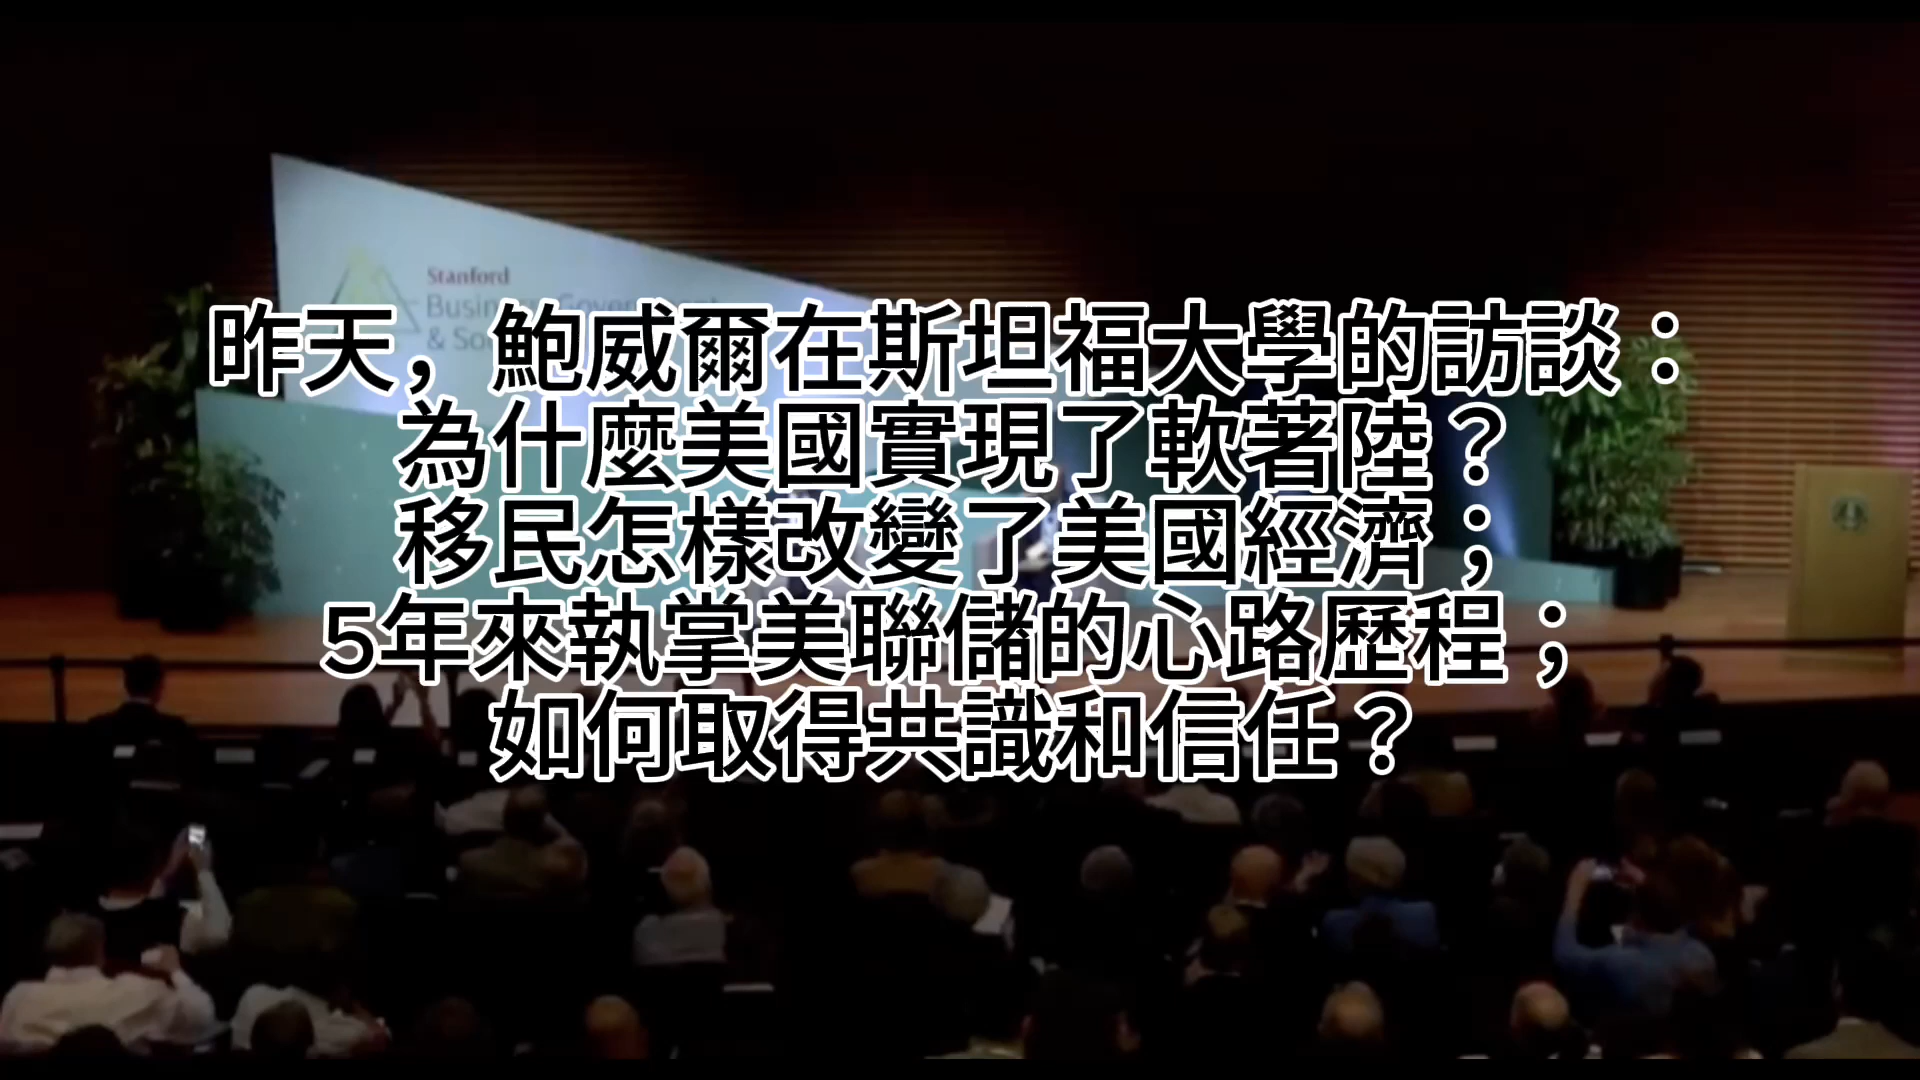 Stanford
Business, Government
& So
昨天，鮑威爾在斯坦福大學的訪談：
為什麼美國實現了軟著陸？
移民怎樣改變了美國經濟；
5年來執掌美聯儲的心路歷程；
如何取得共識和信任？